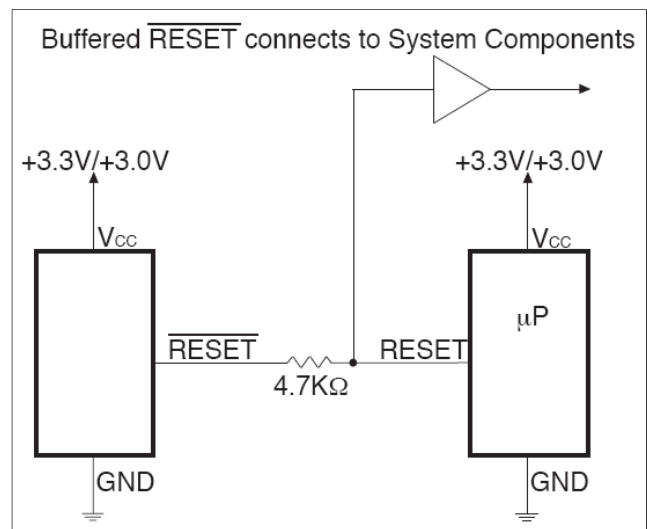 Buffered RESET connects to System Components
+3.3V/+3.0V
+3.3V/+3.0V
VCC
VCC
μP
RESET
RESET
4.7KΩ
GND
GND